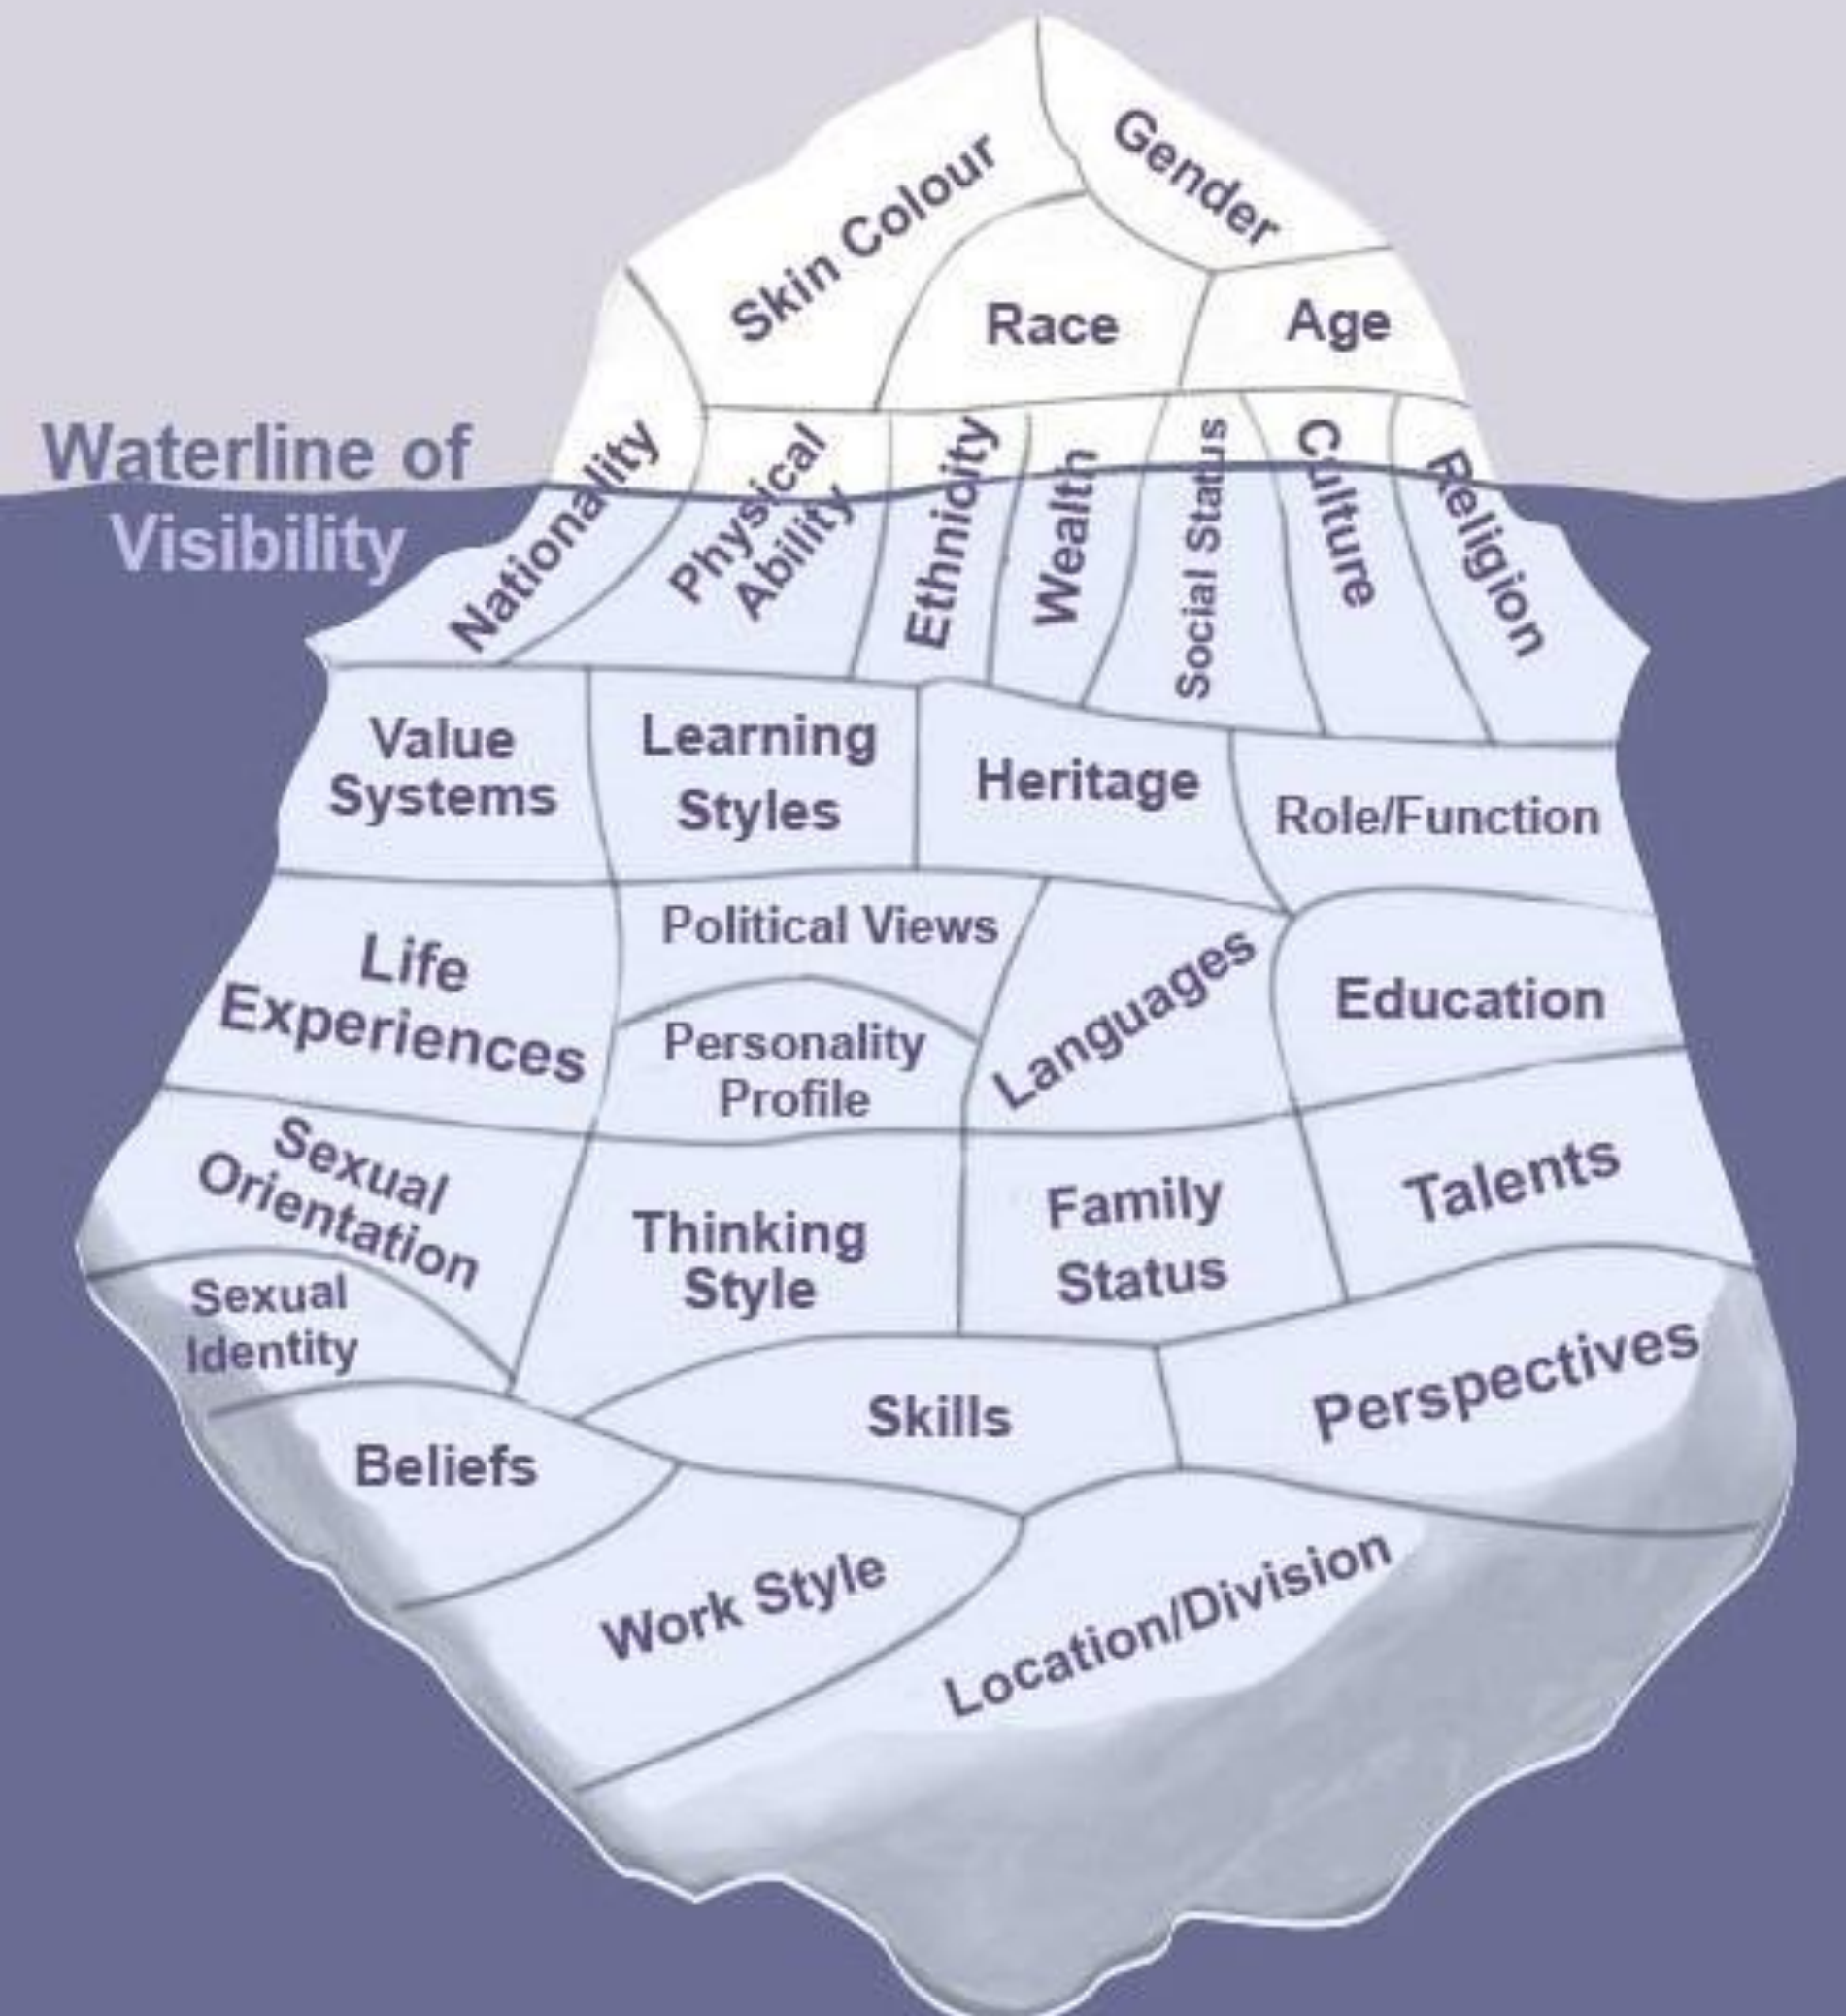 Gender
Skin Colour
Race
Age
Waterline of
Visibility
Nationality
Physical
Ability
Ethnicity
Wealth
Social Status
Culture
Religion
Value
Systems
Learning
Styles
Heritage
Role/Function
Life
Experiences
Political Views
Personality
Profile
Languages
Education
Sexual
Orientation
Sexual
Identity
Thinking
Style
Family
Status
Talents
Beliefs
Skills
Perspectives
Work Style
Location/Division